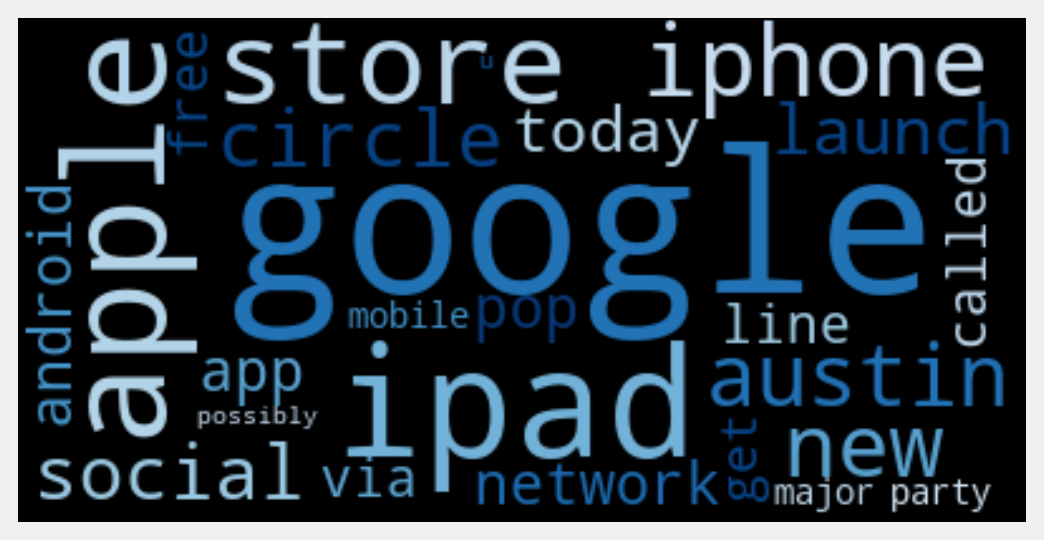 apple
free
store
u
iphone
circle
today
launch
google
called
android
mobile
pop
line
app
ipad
austin
possibly
new
get
social
via
network
major party